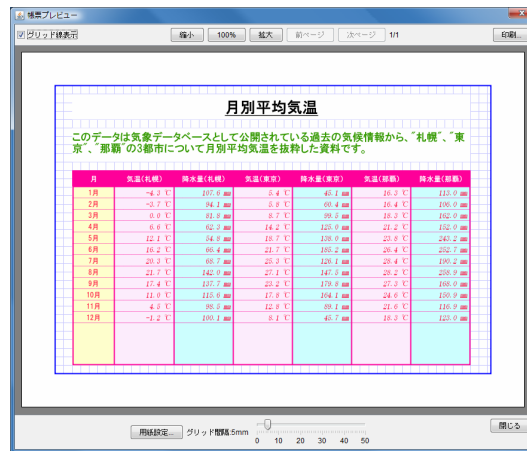 帳票プレビュー
グリッド線表示 縮小 100% 拡大 前ページ 次ページ 1/1 印刷...
月別平均気温
このデータは気象データベースとして公開されている過去の気候情報から、"札幌"、"東
京"、"那覇"の3都市について月別平均気温を抜粋した資料です。
月 気温(札幌) 降水量(札幌) 気温(東京) 降水量(東京) 気温(那覇) 降水量(那覇)
1月 -4.3 ℃ 107.6 mm 5.4 ℃ 45.1 mm 16.3 ℃ 113.0 mm
2月 -3.7 ℃ 94.1 mm 5.8 ℃ 60.4 mm 16.4 ℃ 106.0 mm
3月 0.0 ℃ 81.8 mm 8.7 ℃ 99.5 mm 18.3 ℃ 162.0 mm
4月 6.6 ℃ 62.3 mm 14.2 ℃ 125.0 mm 21.2 ℃ 152.0 mm
5月 12.1 ℃ 54.8 mm 18.7 ℃ 138.0 mm 23.8 ℃ 243.2 mm
6月 16.2 ℃ 66.4 mm 21.7 ℃ 185.2 mm 26.4 ℃ 252.7 mm
7月 20.3 ℃ 68.7 mm 25.3 ℃ 126.1 mm 28.4 ℃ 190.2 mm
8月 21.7 ℃ 142.0 mm 27.1 ℃ 147.5 mm 28.2 ℃ 258.9 mm
9月 17.4 ℃ 137.7 mm 23.2 ℃ 179.8 mm 27.3 ℃ 168.0 mm
10月 11.0 ℃ 115.6 mm 17.8 ℃ 164.1 mm 24.6 ℃ 150.9 mm
11月 4.5 ℃ 98.5 mm 12.8 ℃ 89.1 mm 21.6 ℃ 116.9 mm
12月 -1.2 ℃ 100.1 mm 8.1 ℃ 45.7 mm 18.3 ℃ 123.0 mm
用紙設定... グリッド間隔:5mm 0 10 20 30 40 50 閉じる